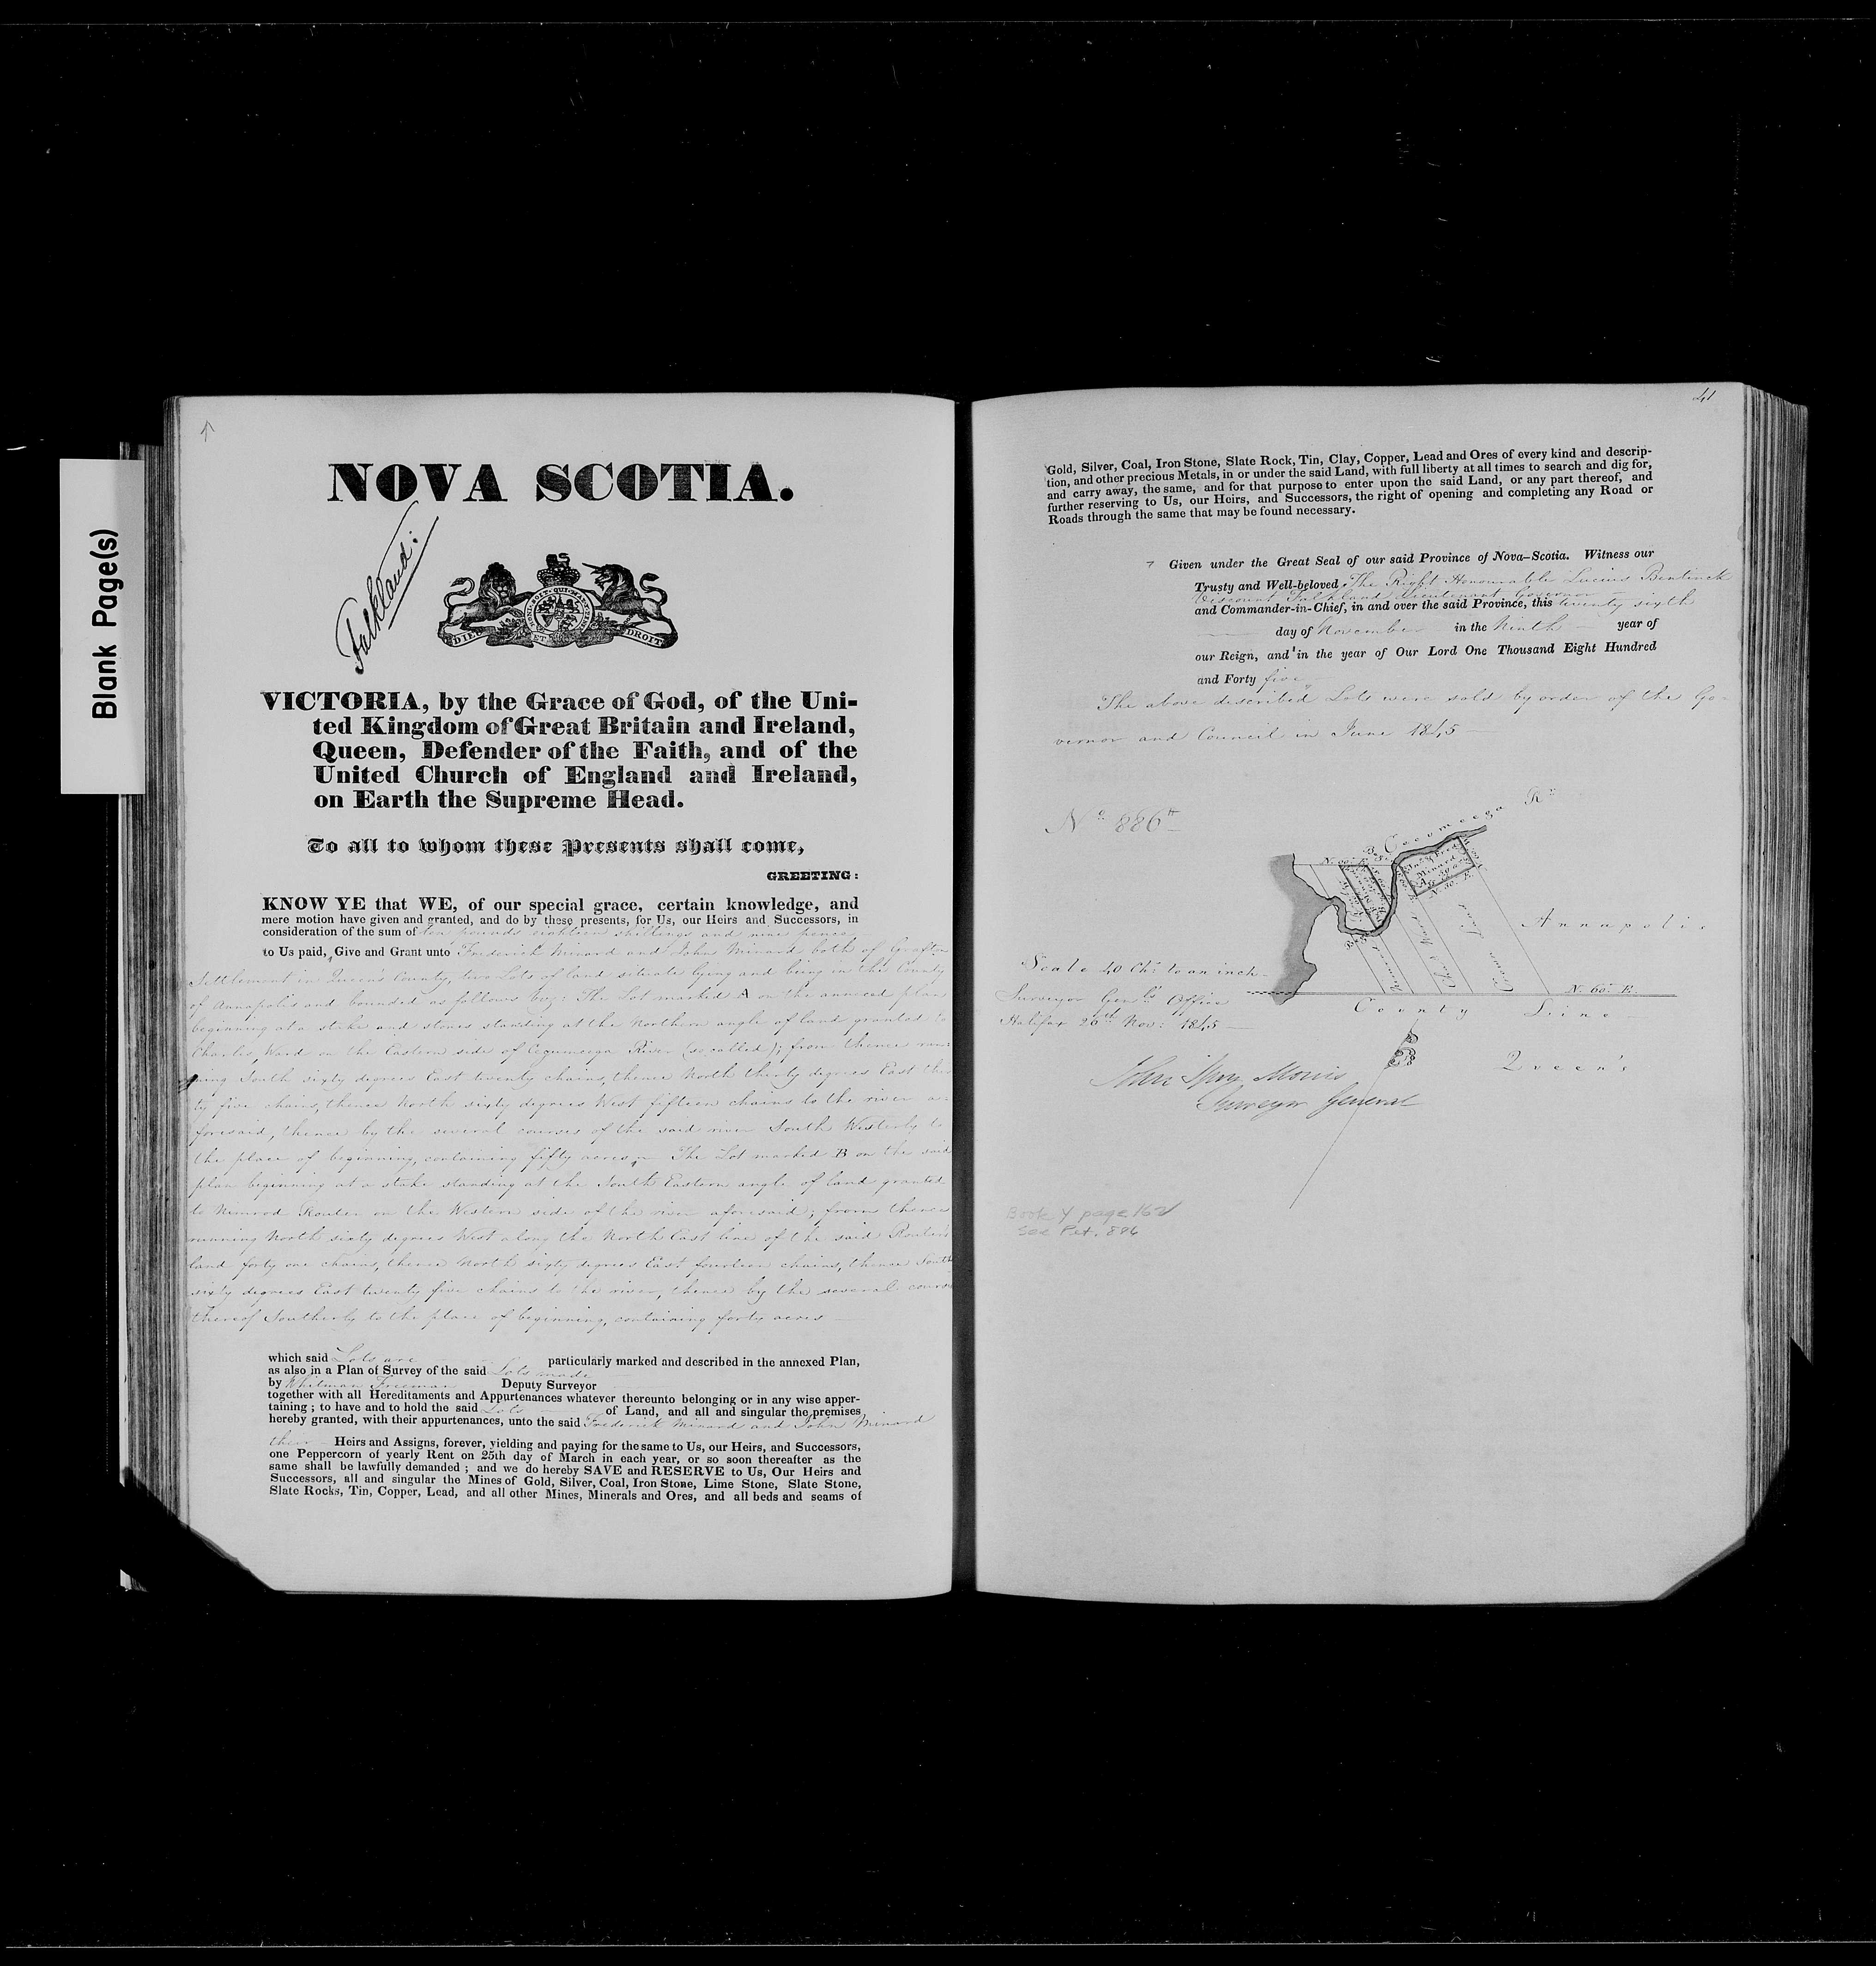 Blank Page(s)
NOVA SCOTIA.
Falkland:
HONI·SOIT·QUI·MAL
DIEU ET DROIT
VICTORIA, by the Grace of God, of the Uni-
ted Kingdom of Great Britain and Ireland,
Queen, Defender of the Faith, and of the
United Church of England and Ireland,
on Earth the Supreme Head.
To all to whom these Presents shall come,
GREETING:
KNOW YE that WE, of our special grace, certain knowledge, and
mere motion have given and granted, and do by these presents, for Us, our Heirs and Successors, in
consideration of the sum of ten pounds eighteen shillings and nine pence
to Us paid, Give and Grant unto Frederick Minard and John Minard both of Grafton
Settlement in Queen's County, two Lots of land situate lying and being in the County
of Annapolis and bounded as follows viz: The Lot marked A on the annexed plan
beginning at a stake and stones standing at the Northern angle of land granted to
Charles Ward on the Eastern side of River (so called); from thence run-
ning South sixty degrees East twenty chains, thence North thirty degrees East thir-
ty five chains, thence North sixty degrees West fifteen chains to the river a-
foresaid, thence by the several courses of the said river South Westerly to
the place of beginning, containing fifty acres, The Lot marked B on the said
plan beginning at a stake standing at the South Eastern angle of land granted
to Nimrod Router on the Western side of the river aforesaid; from thence
running North sixty degrees West along the North East line of the said Router's
land forty one chains, thence North sixty degrees East fourteen chains, thence South
sixty degrees East twenty five chains to the river, thence by the several courses
thereof Southerly to the place of beginning, containing forty acres
which said Lots are particularly marked and described in the annexed Plan,
as also in a Plan of Survey of the said Lots made
by Whitman Freeman Deputy Surveyor
together with all Hereditaments and Appurtenances whatever thereunto belonging or in any wise apper-
taining; to have and to hold the said Lots of Land, and all and singular the premises
hereby granted, with their appurtenances, unto the said Frederick Minard and John Minard
their Heirs and Assigns, forever, yielding and paying for the same to Us, our Heirs, and Successors,
one Peppercorn of yearly Rent on 25th day of March in each year, or so soon thereafter as the
same shall be lawfully demanded; and we do hereby SAVE and RESERVE to Us, Our Heirs and
Successors, all and singular the Mines of Gold, Silver, Coal, Iron Stone, Lime Stone, Slate Stone,
Slate Rocks, Tin, Copper, Lead, and all other Mines, Minerals and Ores, and all beds and seams of
41
Gold, Silver, Coal, Iron Stone, Slate Rock, Tin, Clay, Copper, Lead and Ores of every kind and descrip-
tion, and other precious Metals, in or under the said Land, with full liberty at all times to search and dig for,
and carry away, the same, and for that purpose to enter upon the said Land, or any part thereof, and
further reserving to Us, our Heirs, and Successors, the right of opening and completing any Road or
Roads through the same that may be found necessary.
Given under the Great Seal of our said Province of Nova-Scotia. Witness our
Trusty and Well-beloved, The Right Honourable Lucius Bentinck
Viscount Falkland Lieutenant Governor
and Commander-in-Chief, in and over the said Province, this twenty sixth
day of November in the Ninth year of
our Reign, and in the year of Our Lord One Thousand Eight Hundred
and Forty five
The above described Lots were sold by order of the Go-
vernor and Council in June 1845
No. 886
Cocomeega Rr
Minard
Annapolis
Chas Ward
Crown Land
Scale 40 Chs to an inch
Surveyor Genls Office
Halifax 20th Nov: 1845
N. 60° E.
County Line
Queen's
John Spry Morris
Surveyor General
Book Y page 162
See Pet. 886